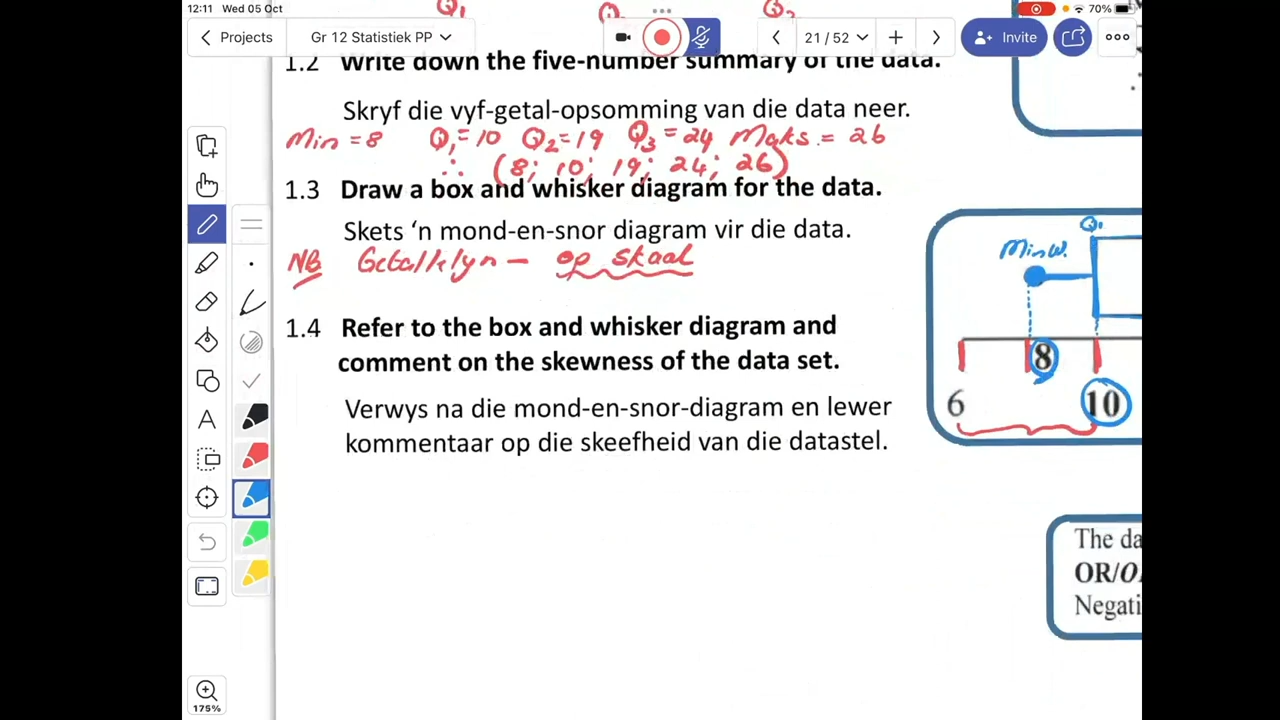 12:11 Wed 05 Oct
70%
Q1
Projects
Gr 12 Statistiek PP
21 / 52
Invite
1.2 Write down the five-number summary of the data.
Skryf die vyf-getal-opsomming van die data neer.
Min = 8 Q1 = 10 Q2 = 19 Q3 = 24 Maks = 26
∴ (8; 10; 19; 24; 26)
1.3 Draw a box and whisker diagram for the data.
Skets ‘n mond-en-snor diagram vir die data.
NB Getallelyn – op skaal
1.4 Refer to the box and whisker diagram and
comment on the skewness of the data set.
Verwys na die mond-en-snor-diagram en lewer
kommentaar op die skeefheid van die datastel.
Q1
Min W.
8
6 10
The da
OR/O
Negati
A
175%